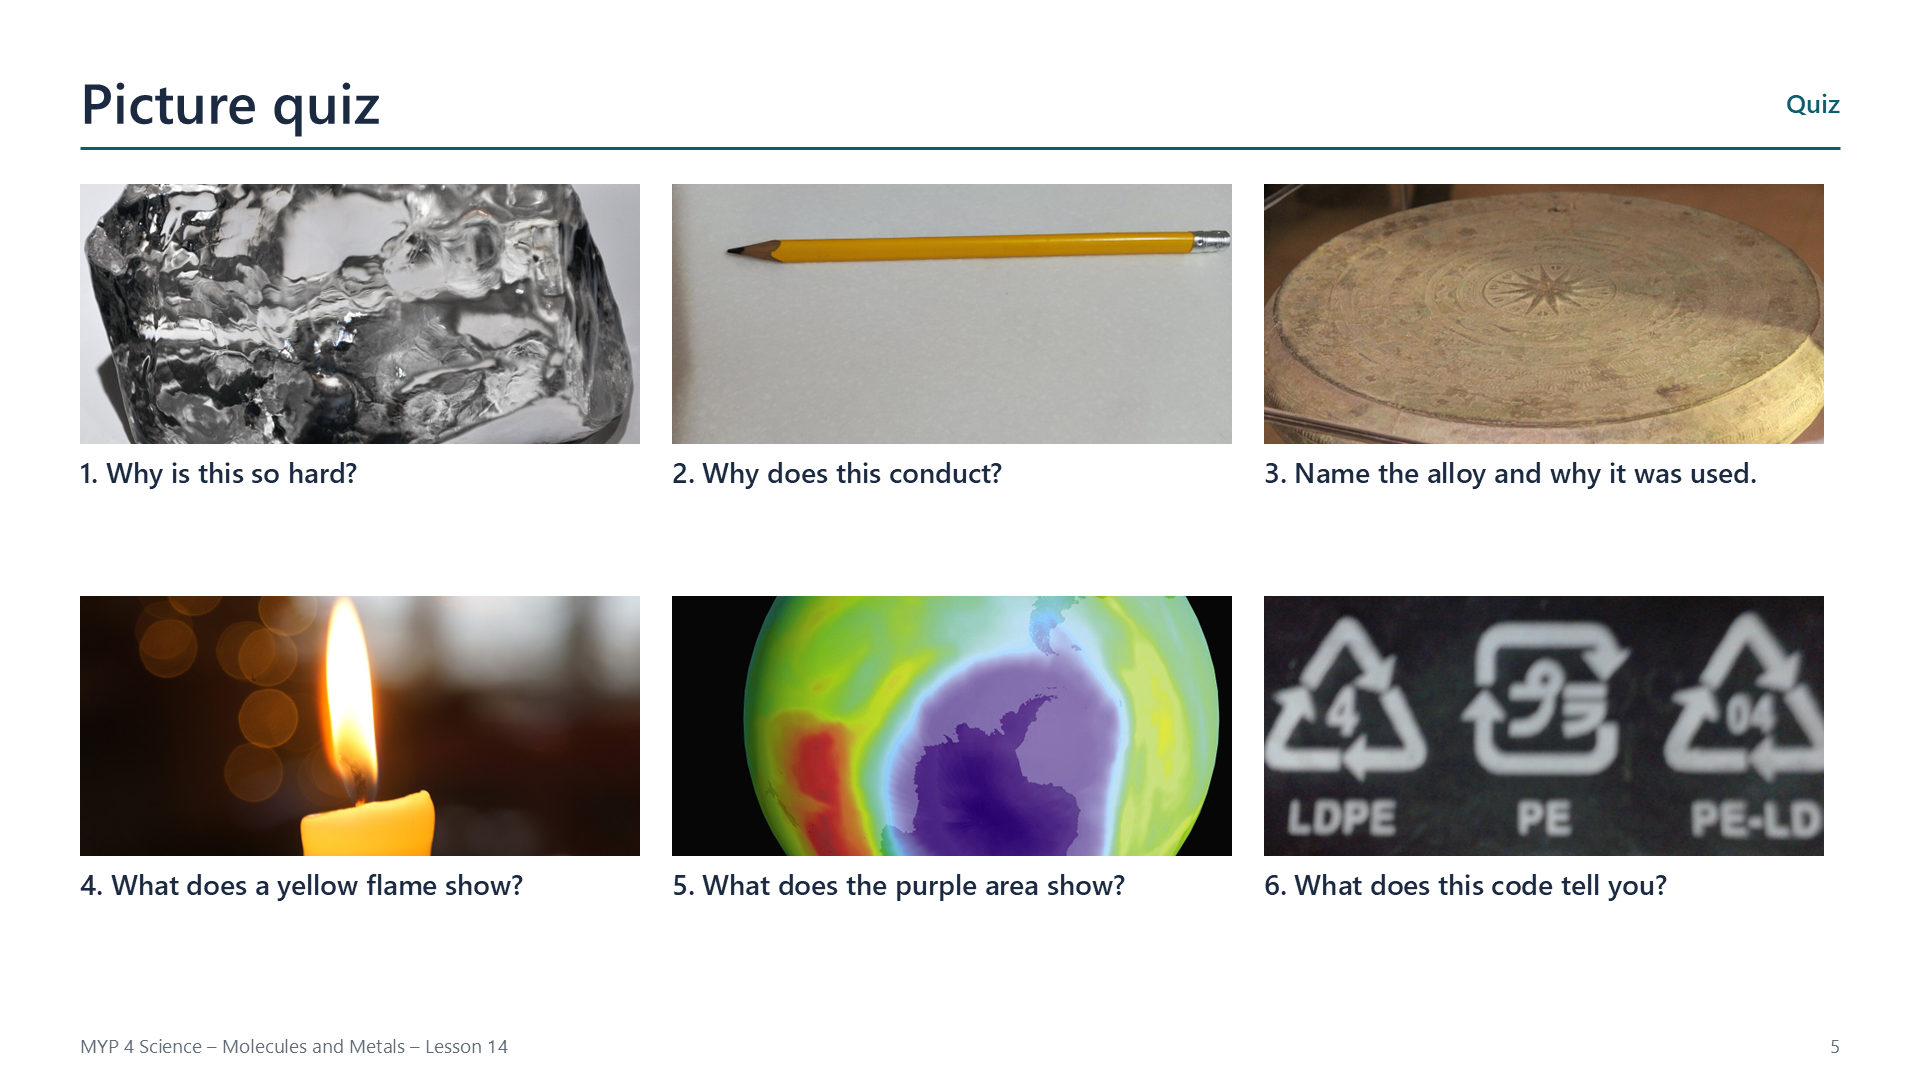 Picture quiz
Quiz
1. Why is this so hard?
2. Why does this conduct?
3. Name the alloy and why it was used.
4
プラ
04
LDPE
PE
PE-LD
4. What does a yellow flame show?
5. What does the purple area show?
6. What does this code tell you?
MYP 4 Science – Molecules and Metals – Lesson 14
5